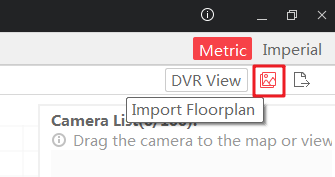 Metric Imperial
DVR View
Import Floorplan
Camera List(0/100):
Drag the camera to the map or view